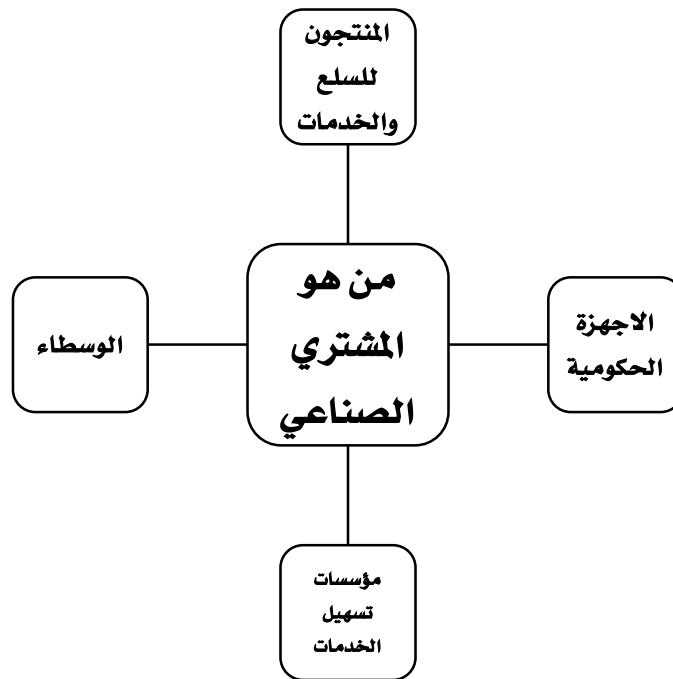 المنتجون
للسلع
والخدمات
من هو
المشتري
الصناعي
الاجهزة
الحكومية
الوسطاء
مؤسسات
تسهيل
الخدمات